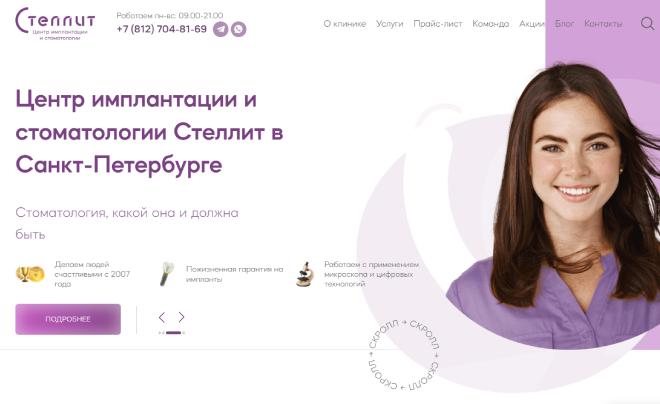 Стеллит
Центр имплантации
и стоматологии
Работаем пн-вс: 09.00-21.00
+7 (812) 704-81-69
О клинике Услуги Прайс-лист Команда Акции Блог Контакты
Центр имплантации и
стоматологии Стеллит в
Санкт-Петербурге
Стоматология, какой она и должна
быть
Делаем людей
счастливыми с 2007
года
Пожизненная гарантия на
импланты
Работаем с применением
микроскопа и цифровых
технологий
ПОДРОБНЕЕ
СКРОЛЛ → СКРОЛЛ → СКРОЛЛ → СКРОЛЛ →